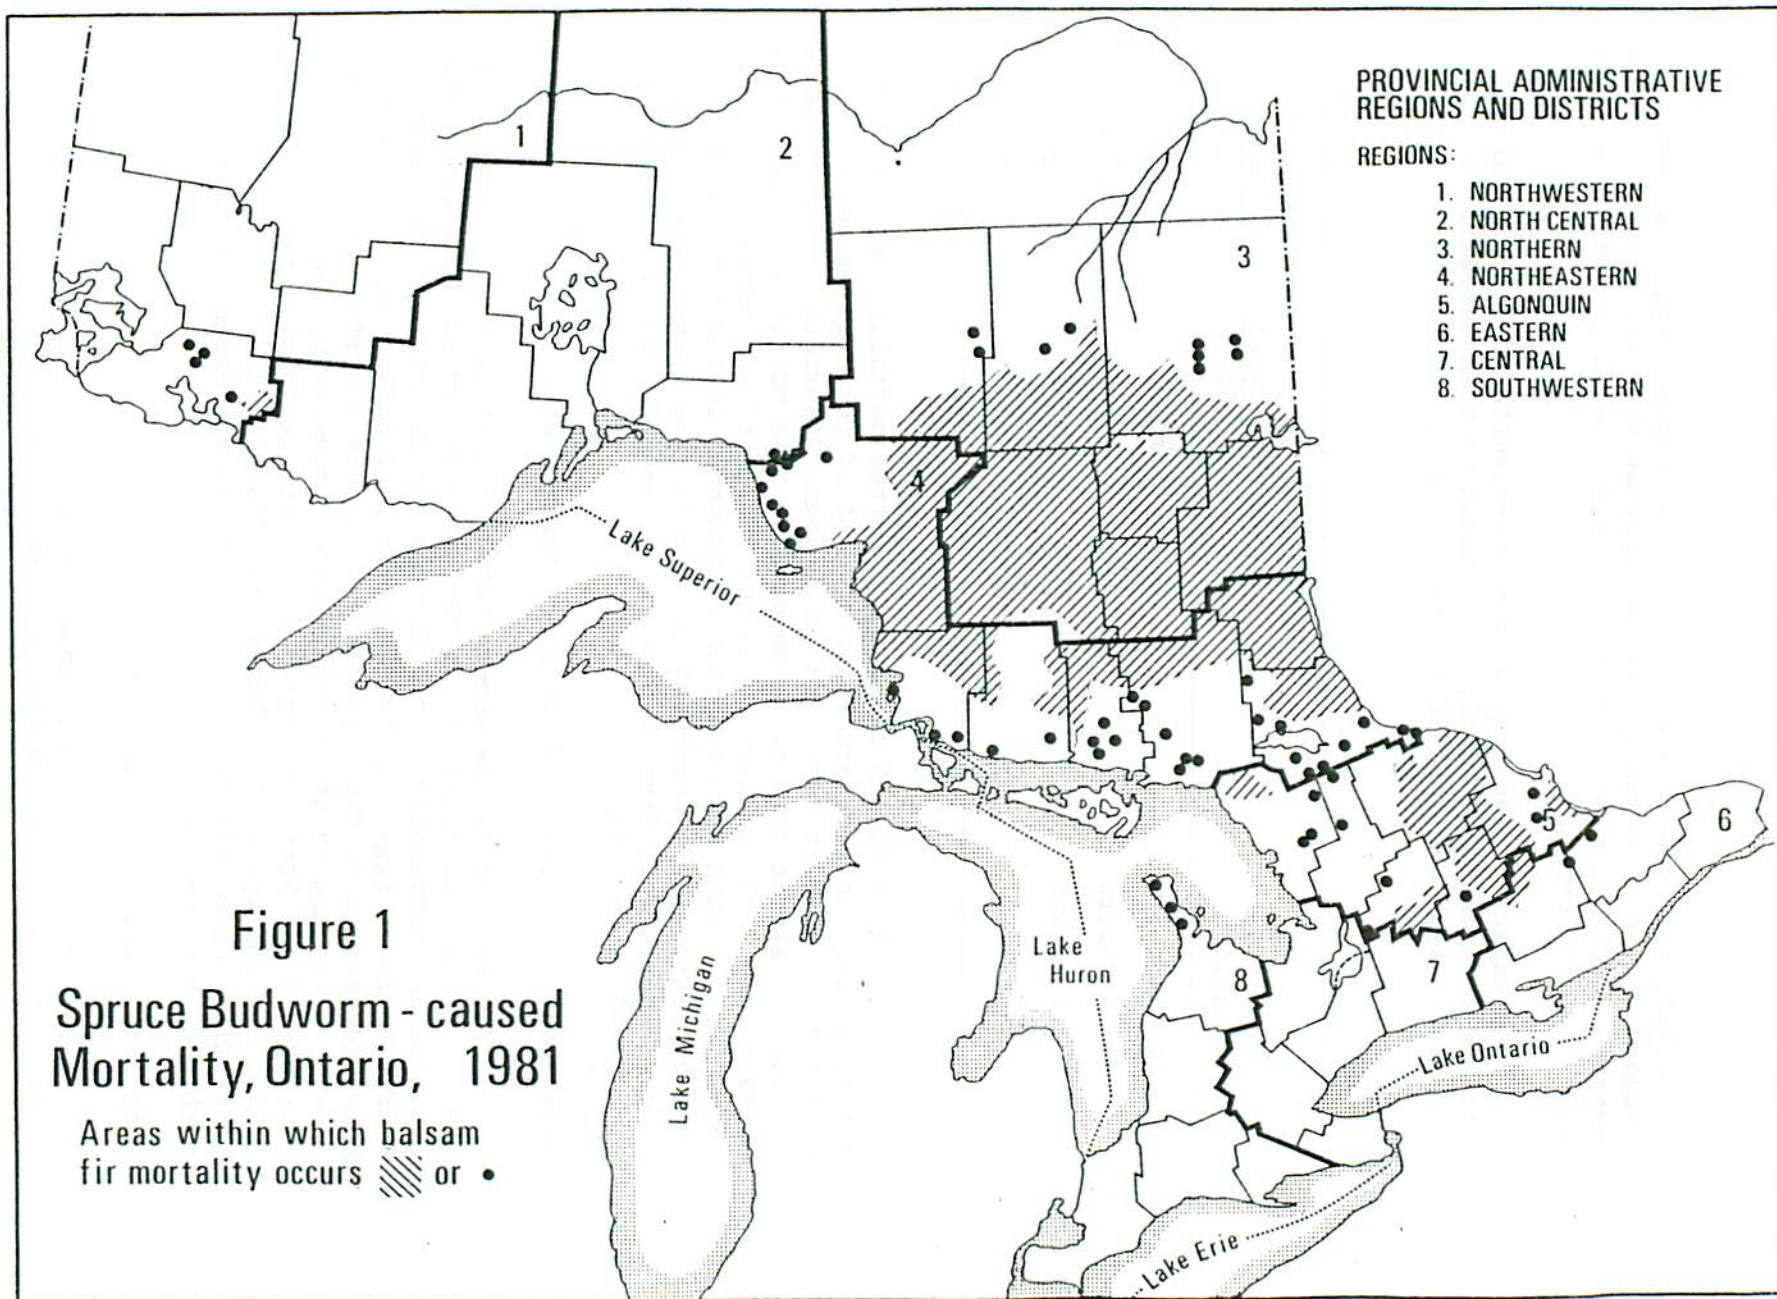 PROVINCIAL ADMINISTRATIVE
REGIONS AND DISTRICTS
REGIONS:
1. NORTHWESTERN
2. NORTH CENTRAL
3. NORTHERN
4. NORTHEASTERN
5. ALGONQUIN
6. EASTERN
7. CENTRAL
8. SOUTHWESTERN
1
2
3
4
5
6
7
8
Lake Superior
Lake Michigan
Lake
Huron
Lake Ontario
Lake Erie
Figure 1
Spruce Budworm - caused
Mortality, Ontario, 1981
Areas within which balsam
fir mortality occurs or